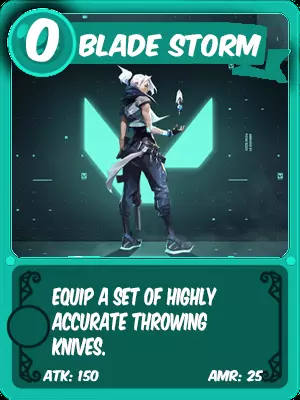 0 BLADE STORM
EQUIP A SET OF HIGHLY
ACCURATE THROWING
KNIVES.
ATK: 150 AMR: 25